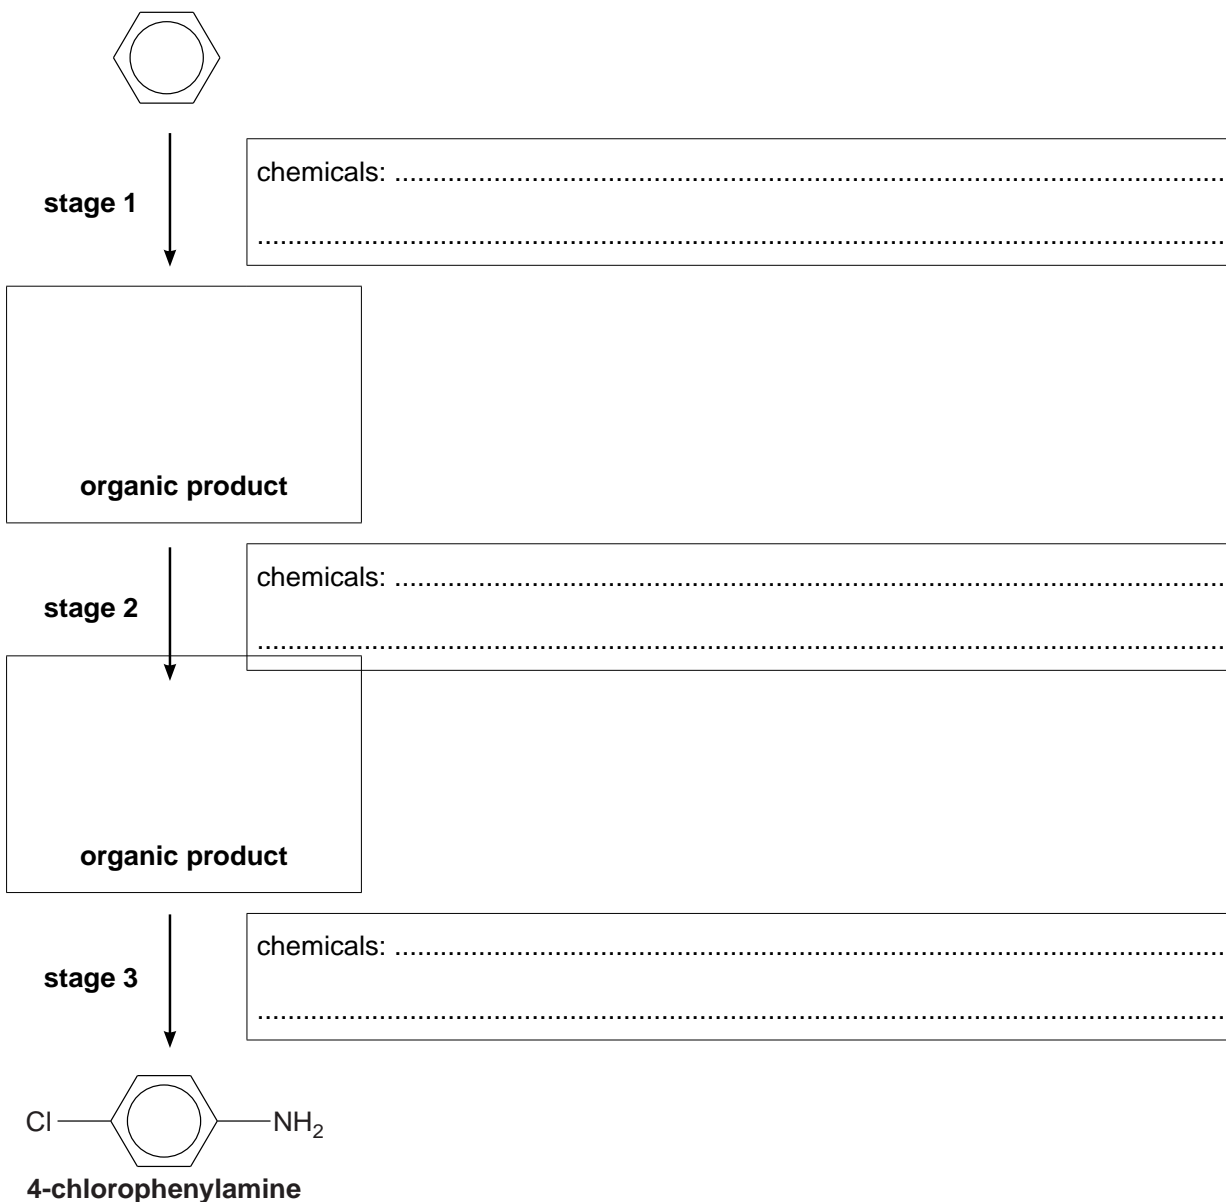 chemicals: ..............................................................................................................
stage 1
................................................................................................................................
organic product
chemicals: ..............................................................................................................
stage 2
................................................................................................................................
organic product
chemicals: ..............................................................................................................
stage 3
................................................................................................................................
Cl NH₂
4-chlorophenylamine